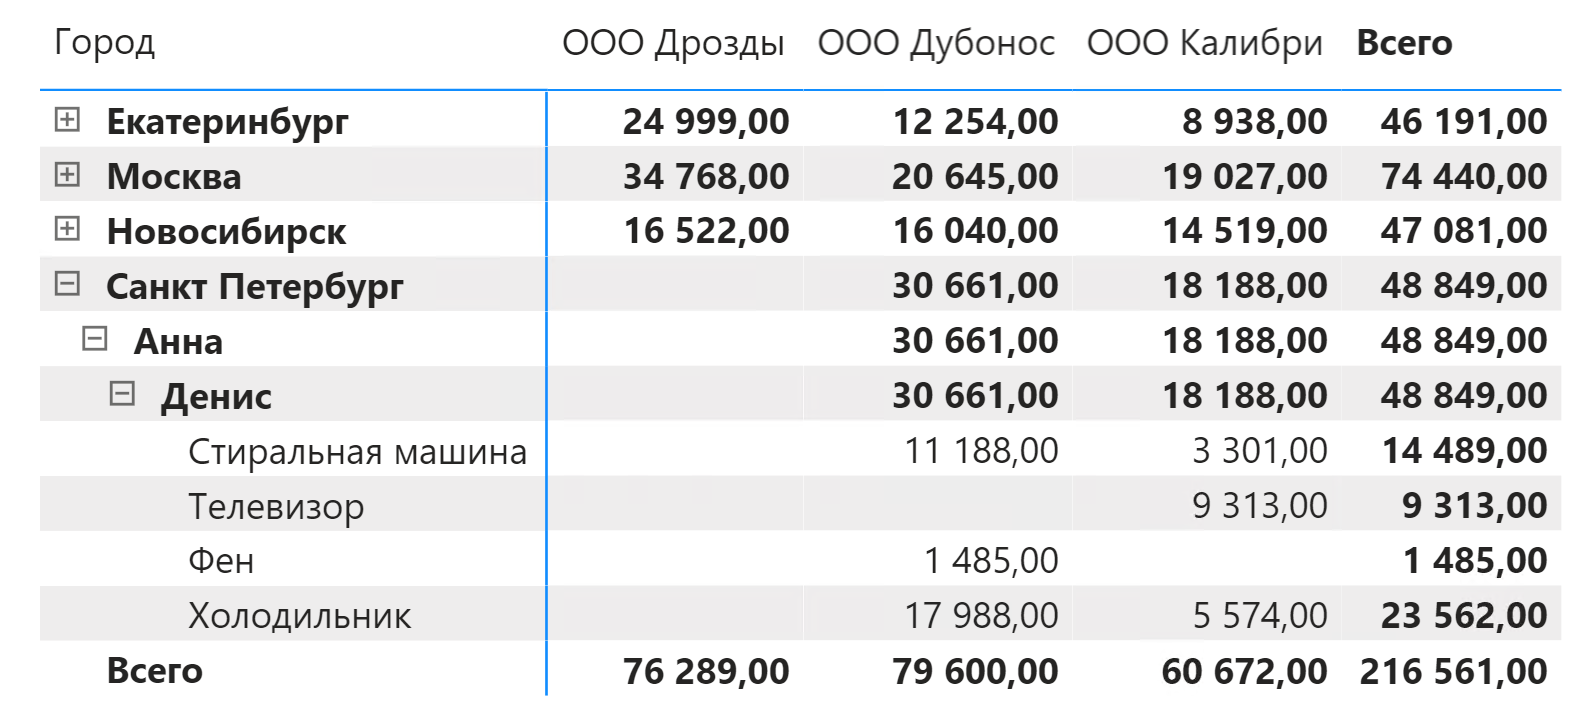 Город ООО Дрозды ООО Дубонос ООО Калибри Всего
Екатеринбург 24 999,00 12 254,00 8 938,00 46 191,00
Москва 34 768,00 20 645,00 19 027,00 74 440,00
Новосибирск 16 522,00 16 040,00 14 519,00 47 081,00
Санкт Петербург 30 661,00 18 188,00 48 849,00
Анна 30 661,00 18 188,00 48 849,00
Денис 30 661,00 18 188,00 48 849,00
Стиральная машина 11 188,00 3 301,00 14 489,00
Телевизор 9 313,00 9 313,00
Фен 1 485,00 1 485,00
Холодильник 17 988,00 5 574,00 23 562,00
Всего 76 289,00 79 600,00 60 672,00 216 561,00